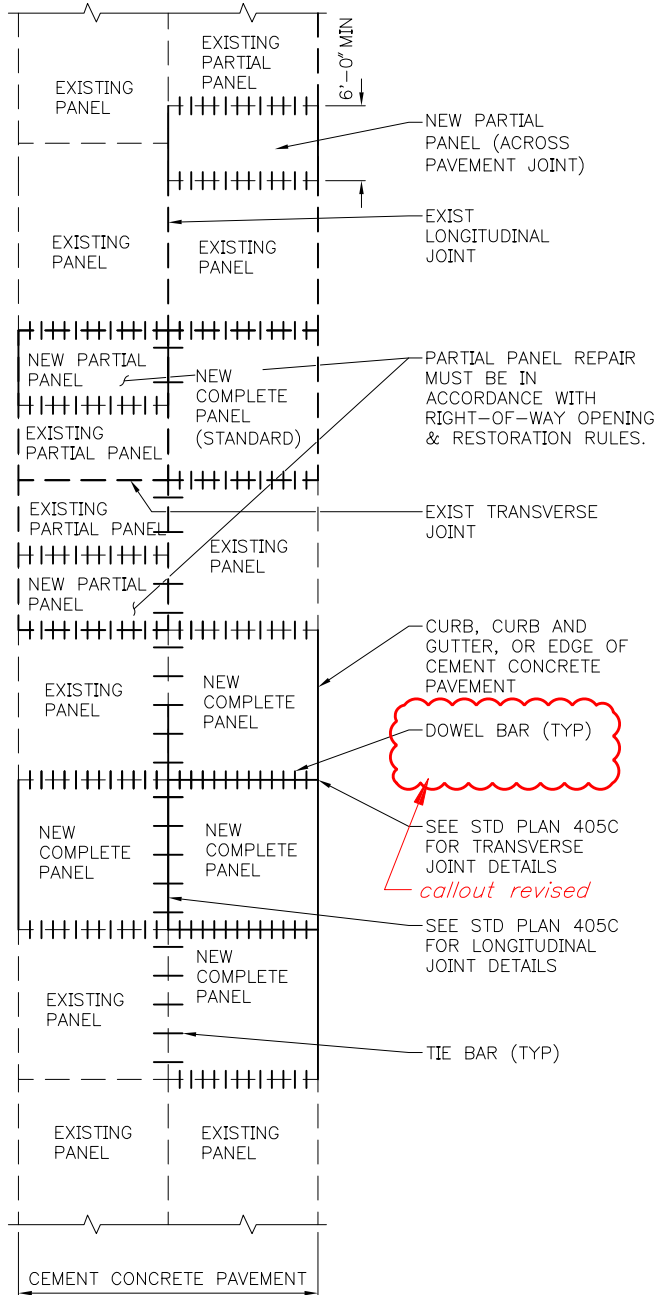 EXISTING
PARTIAL
PANEL
EXISTING
PANEL
6'-0" MIN
NEW PARTIAL
PANEL (ACROSS
PAVEMENT JOINT)
EXIST
LONGITUDINAL
JOINT
EXISTING
PANEL
EXISTING
PANEL
NEW PARTIAL
PANEL
NEW
COMPLETE
PANEL
(STANDARD)
PARTIAL PANEL REPAIR
MUST BE IN
ACCORDANCE WITH
RIGHT-OF-WAY OPENING
& RESTORATION RULES.
EXISTING
PARTIAL PANEL
EXISTING
PARTIAL PANEL
EXIST TRANSVERSE
JOINT
EXISTING
PANEL
NEW PARTIAL
PANEL
CURB, CURB AND
GUTTER, OR EDGE OF
CEMENT CONCRETE
PAVEMENT
EXISTING
PANEL
NEW
COMPLETE
PANEL
DOWEL BAR (TYP)
NEW
COMPLETE
PANEL
NEW
COMPLETE
PANEL
SEE STD PLAN 405C
FOR TRANSVERSE
JOINT DETAILS
callout revised
SEE STD PLAN 405C
FOR LONGITUDINAL
JOINT DETAILS
NEW
COMPLETE
PANEL
EXISTING
PANEL
TIE BAR (TYP)
EXISTING
PANEL
EXISTING
PANEL
CEMENT CONCRETE PAVEMENT